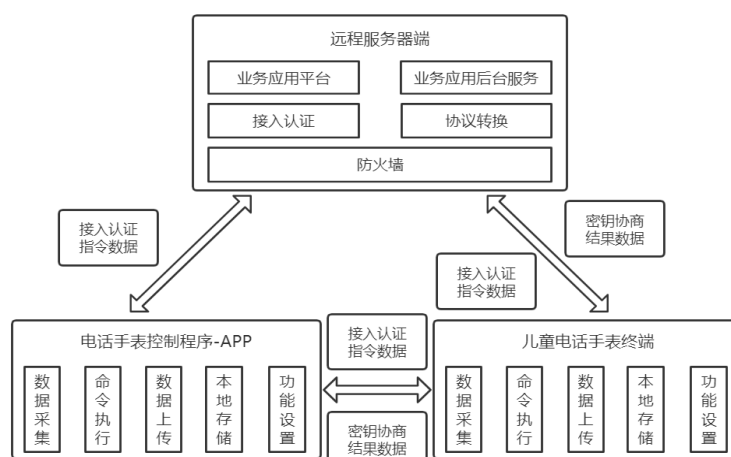 远程服务器端
业务应用平台
业务应用后台服务
接入认证
协议转换
防火墙
接入认证
指令数据
密钥协商
结果数据
接入认证
指令数据
电话手表控制程序-APP
数据采集
命令执行
数据上传
本地存储
功能设置
接入认证
指令数据
密钥协商
结果数据
儿童电话手表终端
数据采集
命令执行
数据上传
本地存储
功能设置